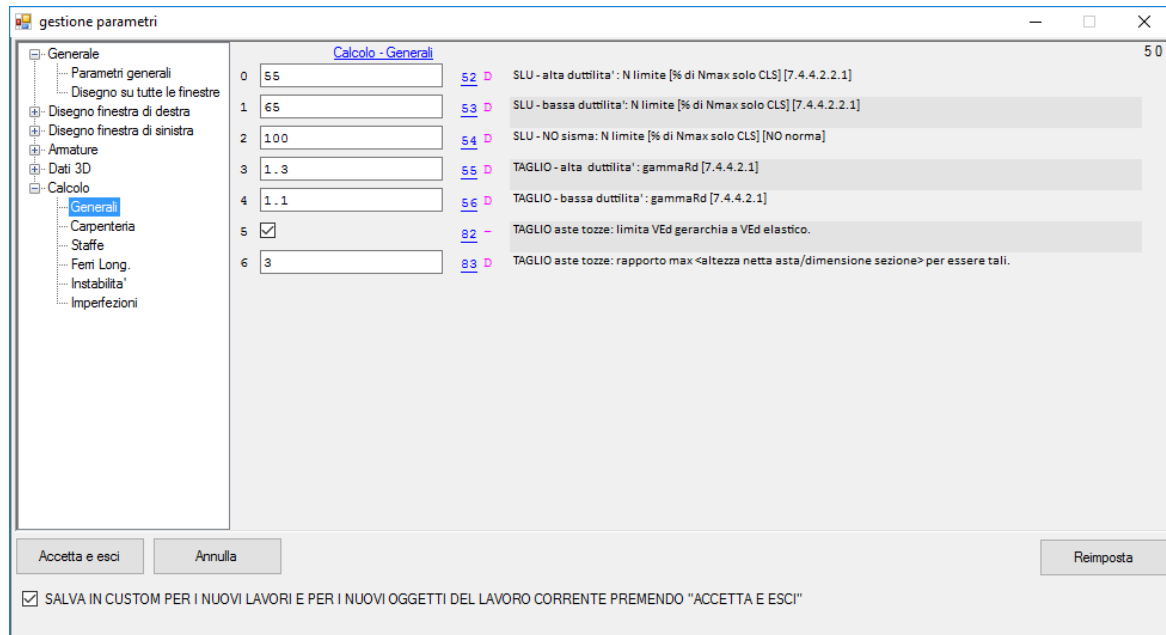 gestione parametri
Generale
Parametri generali
Disegno su tutte le finestre
Disegno finestra di destra
Disegno finestra di sinistra
Armature
Dati 3D
Calcolo
Generali
Carpenteria
Staffe
Ferri Long.
Instabilita'
Imperfezioni
Calcolo - Generali
5 0
0 55 52 D SLU - alta duttilita' : N limite [% di Nmax solo CLS] [7.4.4.2.2.1]
1 65 53 D SLU - bassa duttilita': N limite [% di Nmax solo CLS] [7.4.4.2.2.1]
2 100 54 D SLU - NO sisma: N limite [% di Nmax solo CLS] [NO norma]
3 1.3 55 D TAGLIO - alta duttilita' : gammaRd [7.4.4.2.1]
4 1.1 56 D TAGLIO - bassa duttilita' : gammaRd [7.4.4.2.1]
5 82 - TAGLIO aste tozze: limita VEd gerarchia a VEd elastico.
6 3 83 D TAGLIO aste tozze: rapporto max <altezza netta asta/dimensione sezione> per essere tali.
Accetta e esci
Annulla
Reimposta
SALVA IN CUSTOM PER I NUOVI LAVORI E PER I NUOVI OGGETTI DEL LAVORO CORRENTE PREMENDO "ACCETTA E ESCI"